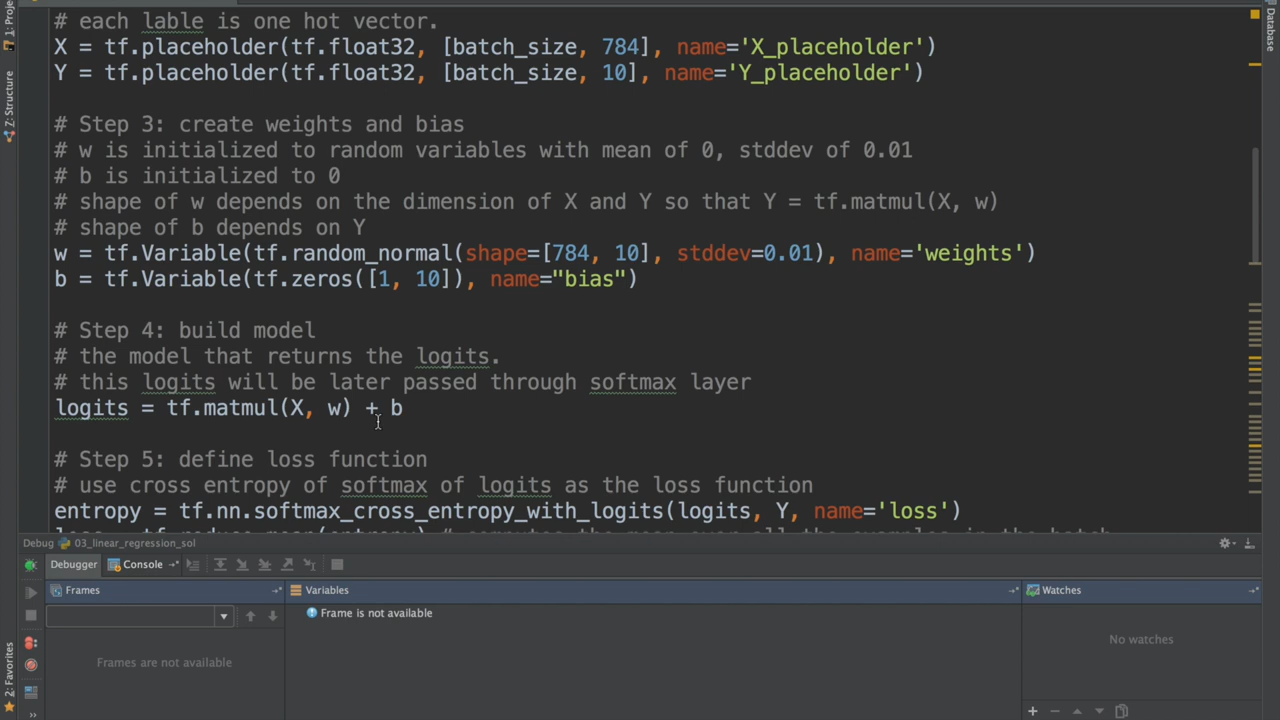 # each lable is one hot vector.
X = tf.placeholder(tf.float32, [batch_size, 784], name='X_placeholder')
Y = tf.placeholder(tf.float32, [batch_size, 10], name='Y_placeholder')
# Step 3: create weights and bias
# w is initialized to random variables with mean of 0, stddev of 0.01
# b is initialized to 0
# shape of w depends on the dimension of X and Y so that Y = tf.matmul(X, w)
# shape of b depends on Y
w = tf.Variable(tf.random_normal(shape=[784, 10], stddev=0.01), name='weights')
b = tf.Variable(tf.zeros([1, 10]), name="bias")
# Step 4: build model
# the model that returns the logits.
# this logits will be later passed through softmax layer
logits = tf.matmul(X, w) + b
# Step 5: define loss function
# use cross entropy of softmax of logits as the loss function
entropy = tf.nn.softmax_cross_entropy_with_logits(logits, Y, name='loss')
Debug 03_linear_regression_sol
Debugger
Console
Frames
Variables
Watches
Frame is not available
No watches
Frames are not available
1: Proje
Z: Structure
2: Favorites
Database